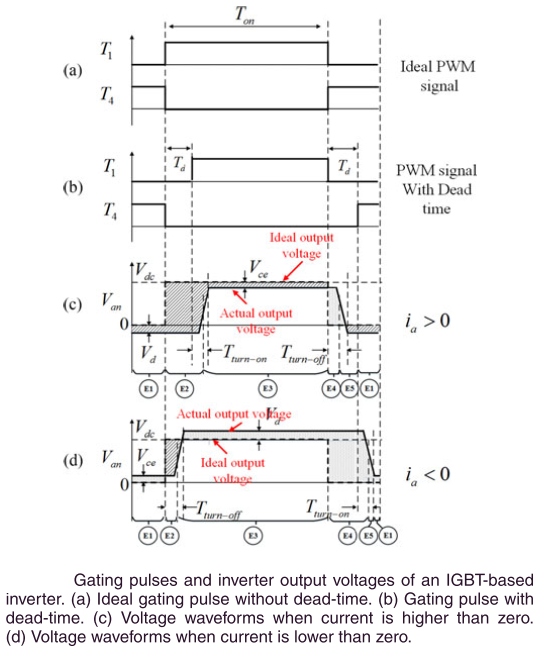 T_on
T_1
(a)
T_4
Ideal PWM
signal
T_1
T_d
T_d
(b)
T_4
PWM signal
With Dead
time
Ideal output
voltage
V_dc
V_ce
(c)
V_an
Actual output
voltage
0
i_a > 0
V_d
T_turn-on
T_turn-off
E1 E2 E3 E4 E5 E1
Actual output voltage
V_d
V_dc
(d)
V_an
V_ce
Ideal output
voltage
0
i_a < 0
T_turn-off
T_turn-on
E1 E2 E3 E4 E5 E1
Gating pulses and inverter output voltages of an IGBT-based
inverter. (a) Ideal gating pulse without dead-time. (b) Gating pulse with
dead-time. (c) Voltage waveforms when current is higher than zero.
(d) Voltage waveforms when current is lower than zero.